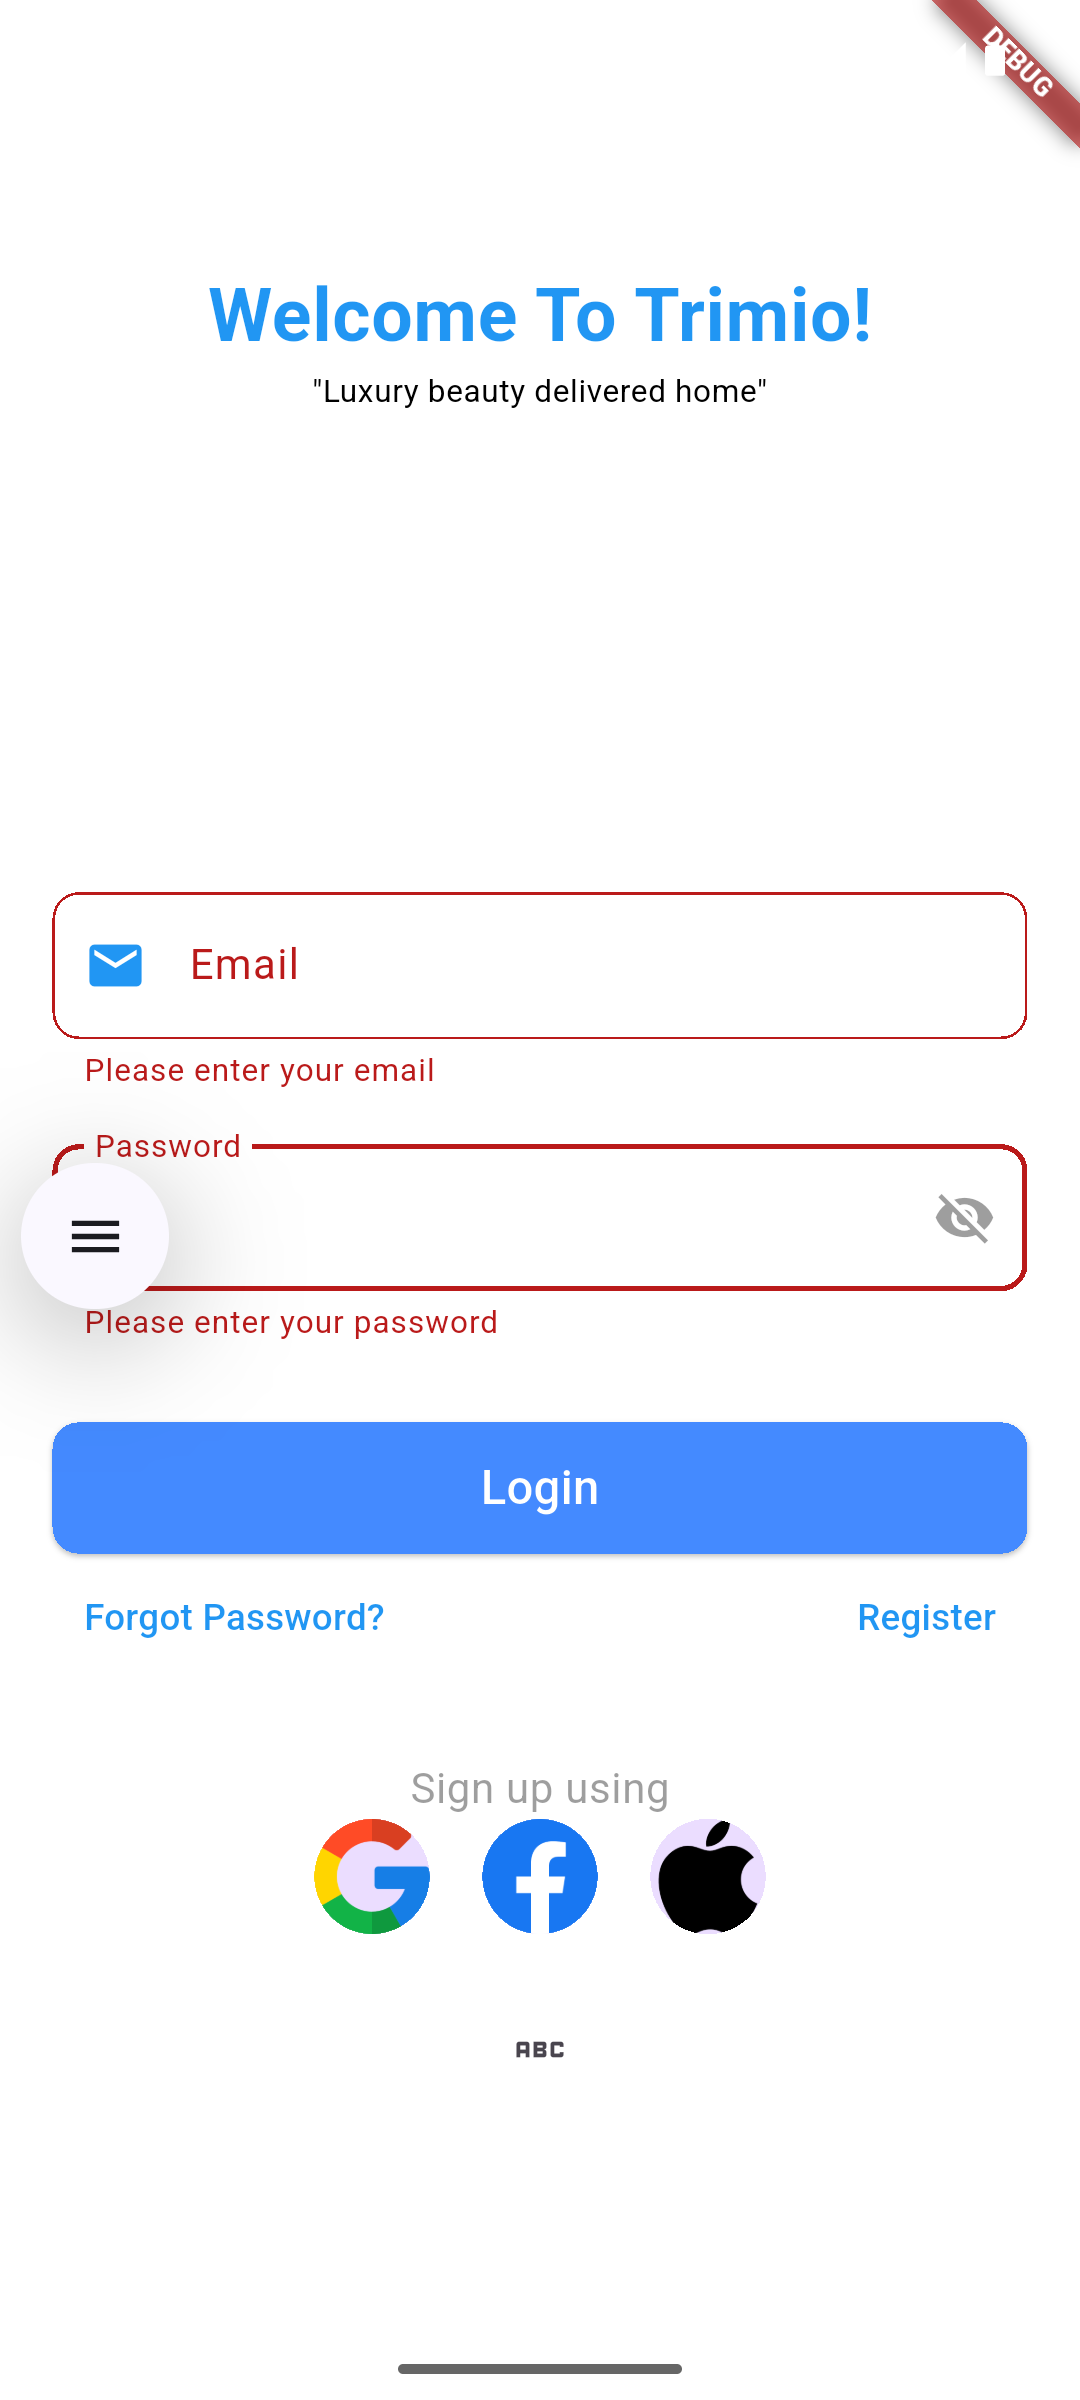 DEBUG
Welcome To Trimio!
"Luxury beauty delivered home"
Email
Please enter your email
Password
Please enter your password
Login
Forgot Password?
Register
Sign up using
ABC